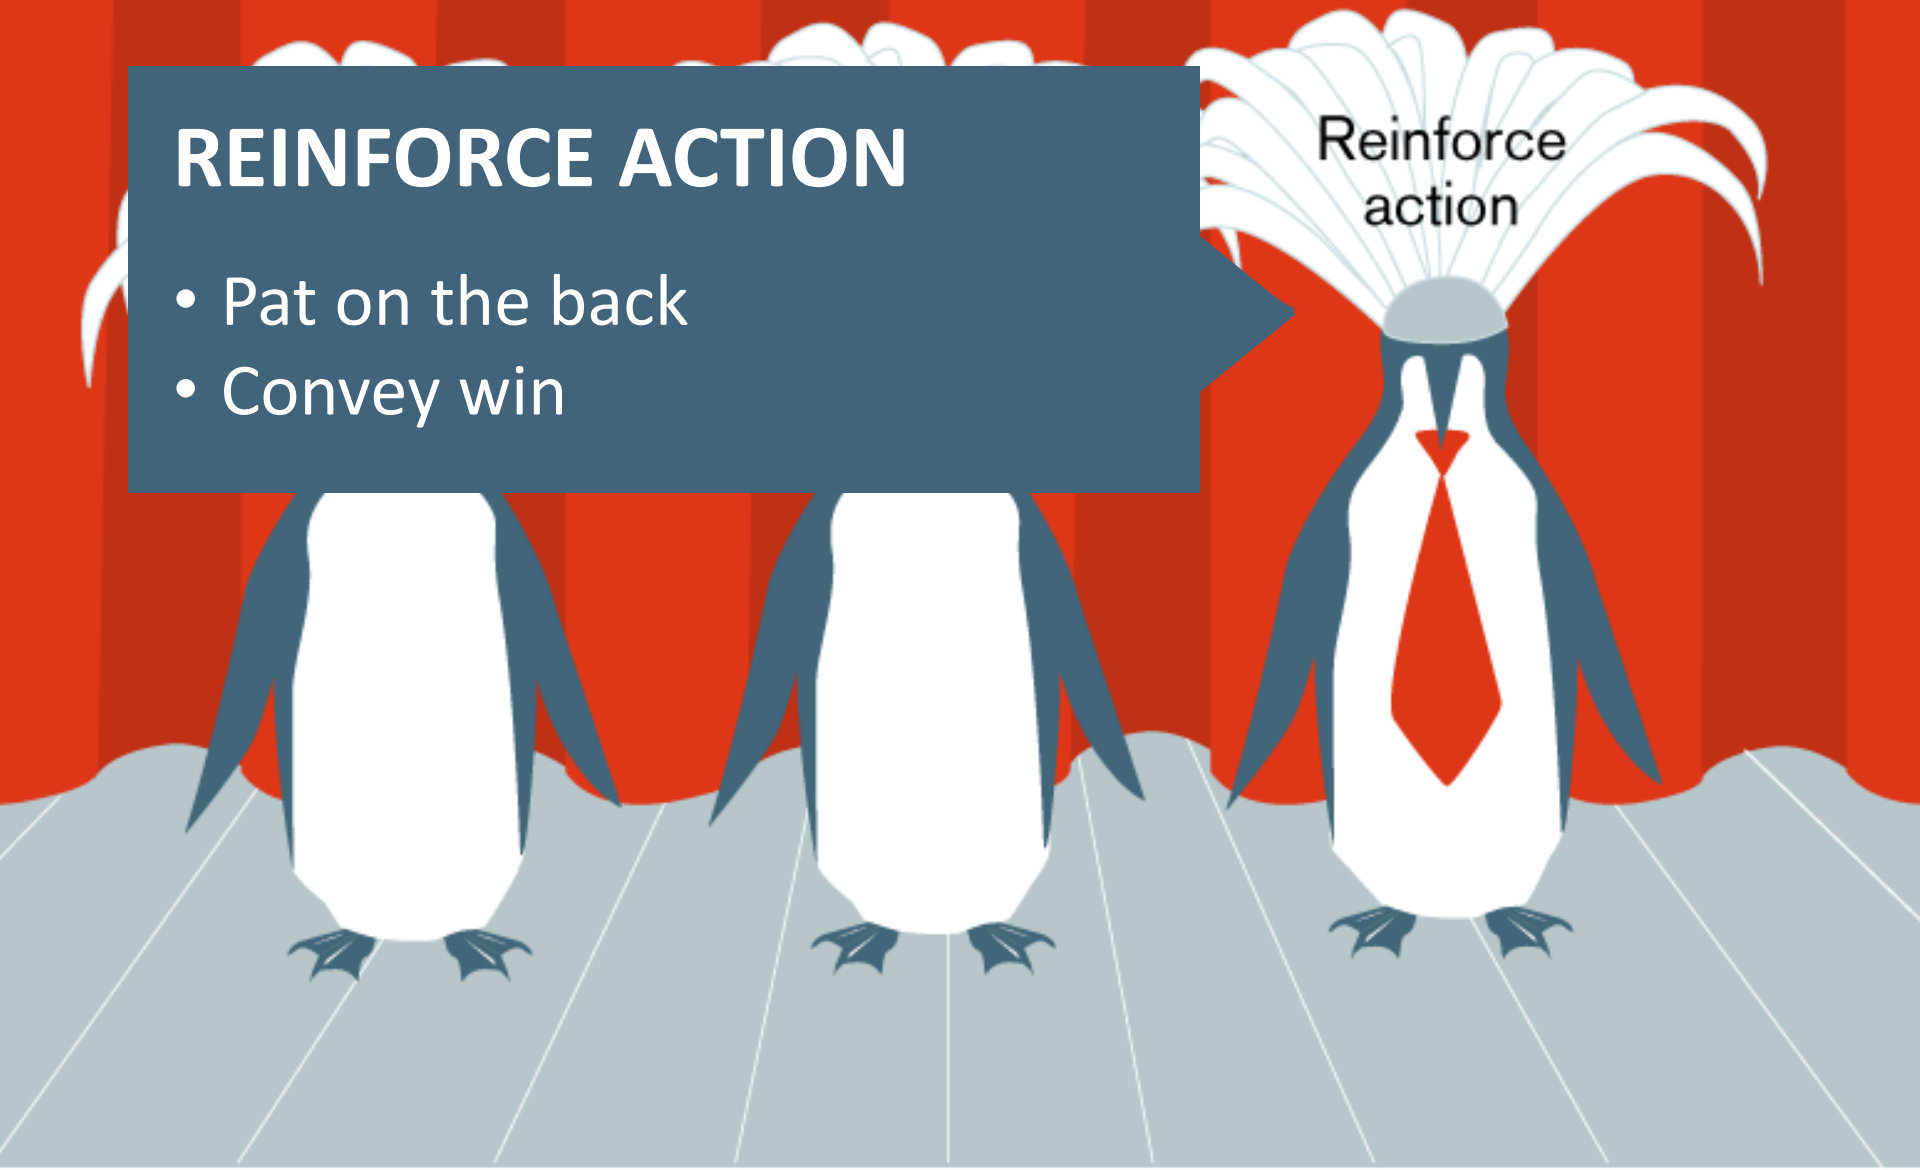 REINFORCE ACTION
• Pat on the back
• Convey win
Reinforce
action